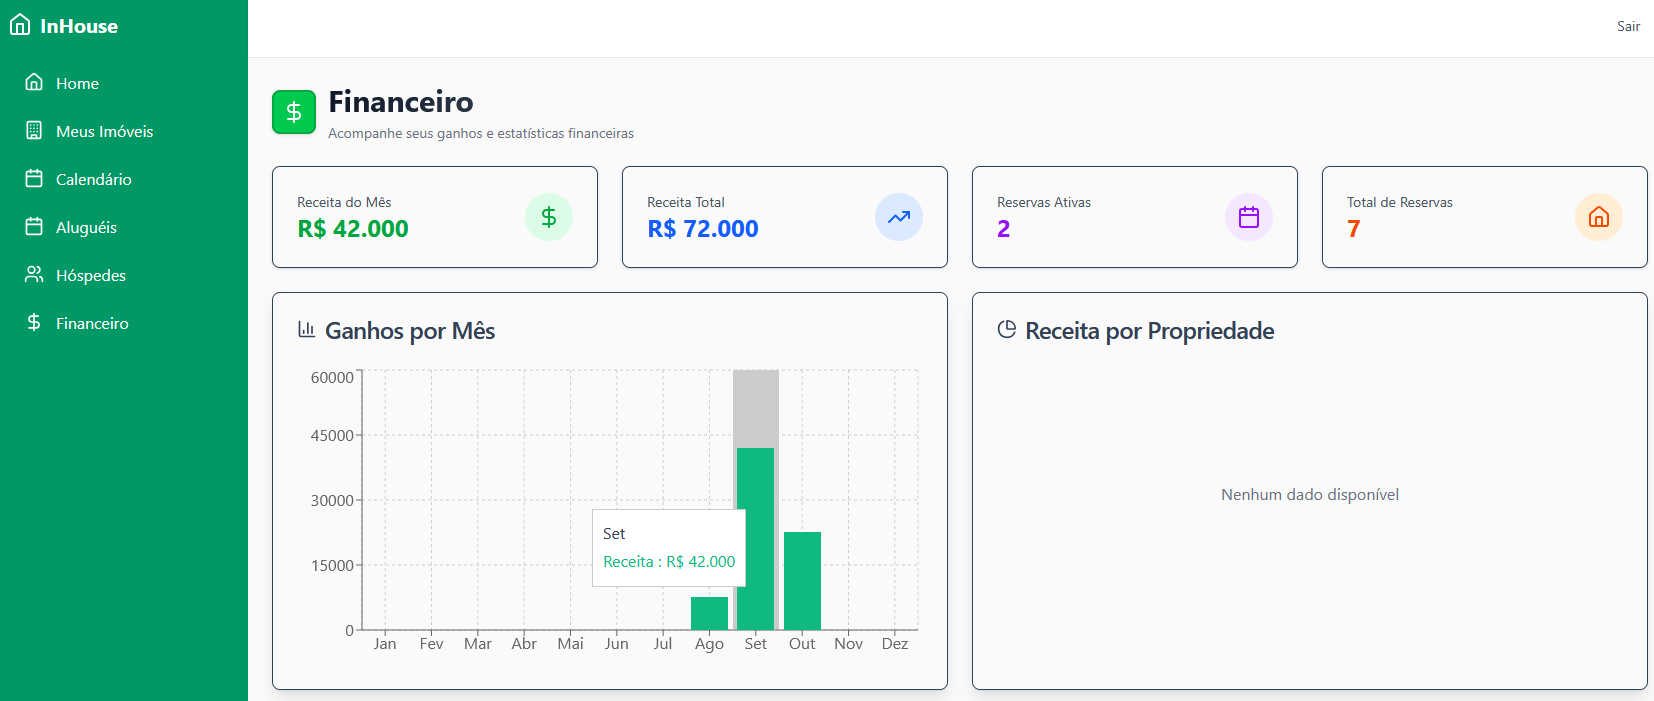 InHouse
Sair
Home
Meus Imóveis
Calendário
Aluguéis
Hóspedes
Financeiro
$
Financeiro
Acompanhe seus ganhos e estatísticas financeiras
Receita do Mês
R$ 42.000
$
Receita Total
R$ 72.000
Reservas Ativas
2
Total de Reservas
7
Ganhos por Mês
60000
45000
30000
15000
0
Set
Receita : R$ 42.000
Jan Fev Mar Abr Mai Jun Jul Ago Set Out Nov Dez
Receita por Propriedade
Nenhum dado disponível